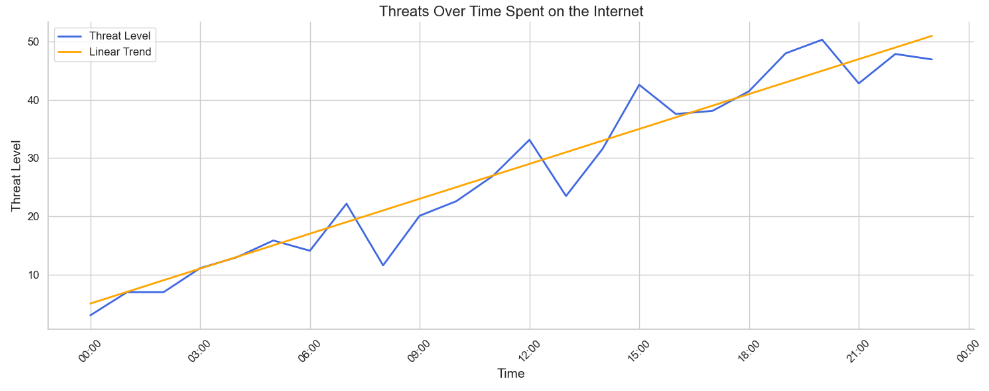 Threats Over Time Spent on the Internet
Threat Level
Linear Trend
Threat Level
50
40
30
20
10
00:00
03:00
06:00
09:00
12:00
15:00
18:00
21:00
00:00
Time